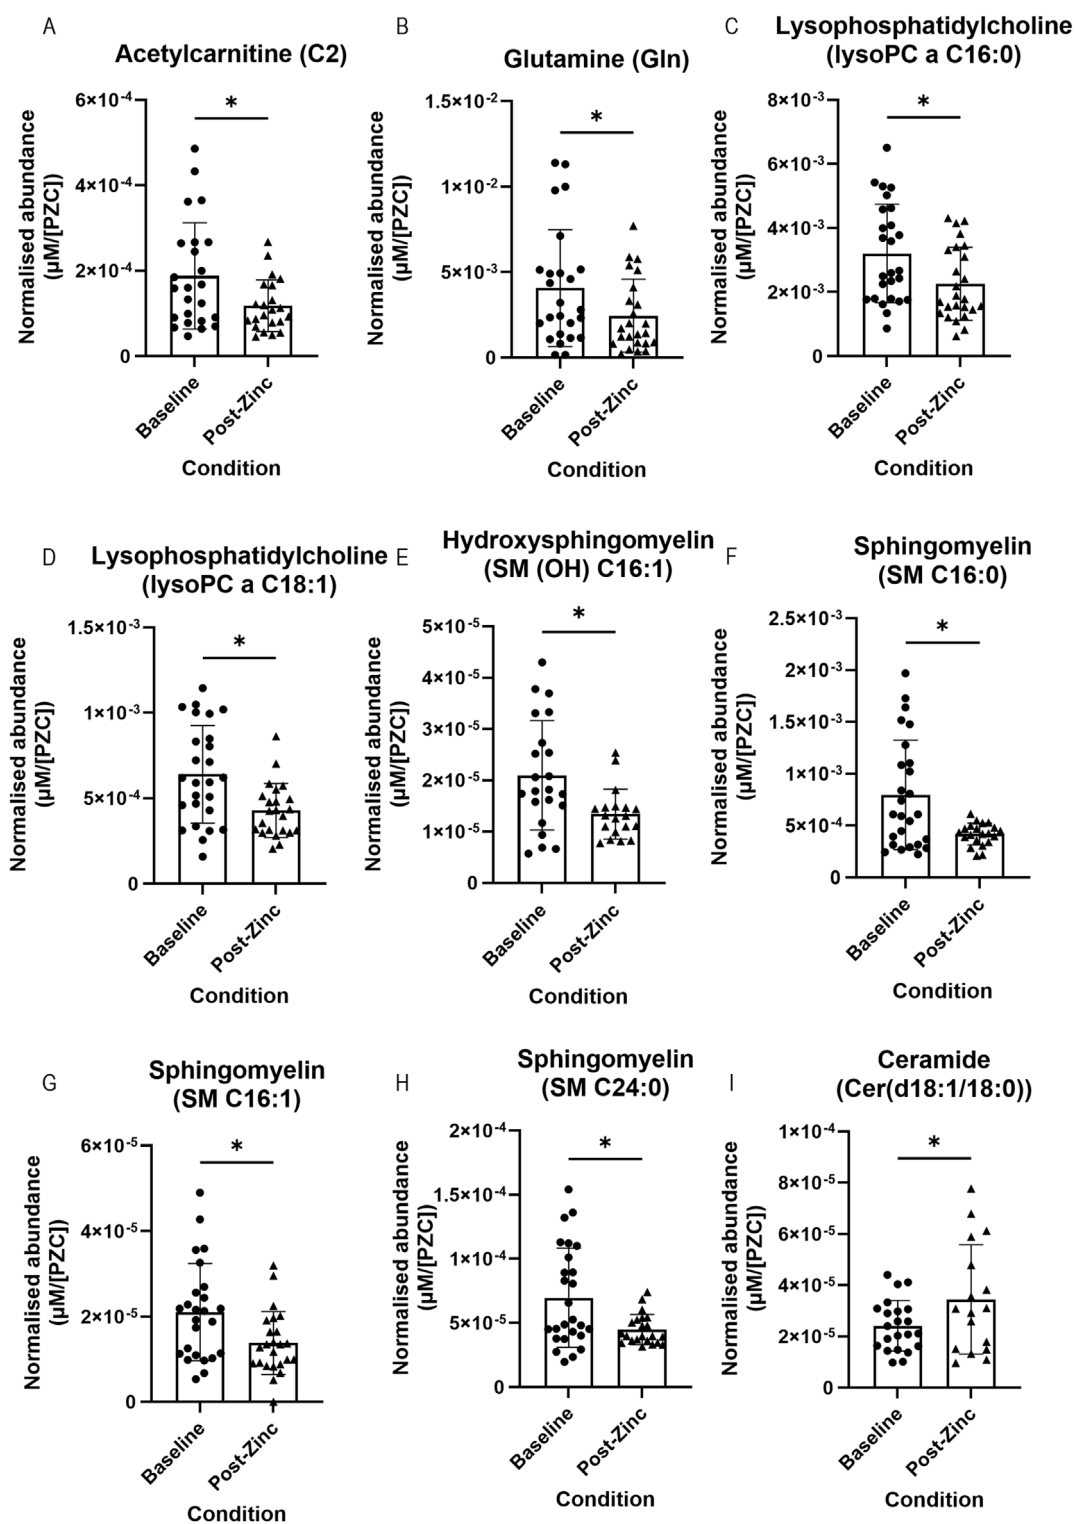 A
Acetylcarnitine (C2)
Normalised abundance
(μM/[PZC])
6×10-4
4×10-4
2×10-4
0
*
Baseline
Post-Zinc
Condition
B
Glutamine (Gln)
Normalised abundance
(μM/[PZC])
1.5×10-2
1×10-2
5×10-3
0
*
Baseline
Post-Zinc
Condition
C
Lysophosphatidylcholine
(lysoPC a C16:0)
Normalised abundance
(μM/[PZC])
8×10-3
6×10-3
4×10-3
2×10-3
0
*
Baseline
Post-Zinc
Condition
D
Lysophosphatidylcholine
(lysoPC a C18:1)
Normalised abundance
(μM/[PZC])
1.5×10-3
1×10-3
5×10-4
0
*
Baseline
Post-Zinc
Condition
E
Hydroxysphingomyelin
(SM (OH) C16:1)
Normalised abundance
(μM/[PZC])
5×10-5
4×10-5
3×10-5
2×10-5
1×10-5
0
*
Baseline
Post-Zinc
Condition
F
Sphingomyelin
(SM C16:0)
Normalised abundance
(μM/[PZC])
2.5×10-3
2×10-3
1.5×10-3
1×10-3
5×10-4
0
*
Baseline
Post-Zinc
Condition
G
Sphingomyelin
(SM C16:1)
Normalised abundance
(μM/[PZC])
6×10-5
4×10-5
2×10-5
0
*
Baseline
Post-Zinc
Condition
H
Sphingomyelin
(SM C24:0)
Normalised abundance
(μM/[PZC])
2×10-4
1.5×10-4
1×10-4
5×10-5
0
*
Baseline
Post-Zinc
Condition
I
Ceramide
(Cer(d18:1/18:0))
Normalised abundance
(μM/[PZC])
1×10-4
8×10-5
6×10-5
4×10-5
2×10-5
0
*
Baseline
Post-Zinc
Condition